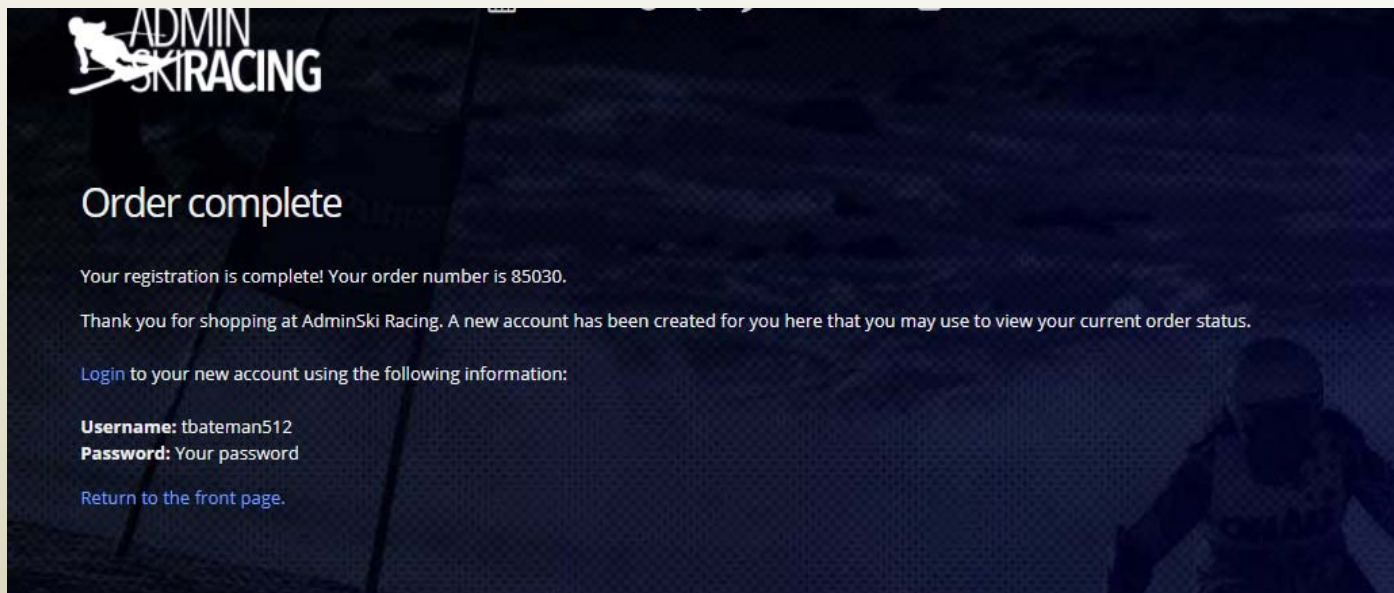 ADMIN
SKIRACING
Order complete
Your registration is complete! Your order number is 85030.
Thank you for shopping at AdminSki Racing. A new account has been created for you here that you may use to view your current order status.
Login to your new account using the following information:
Username: tbateman512
Password: Your password
Return to the front page.